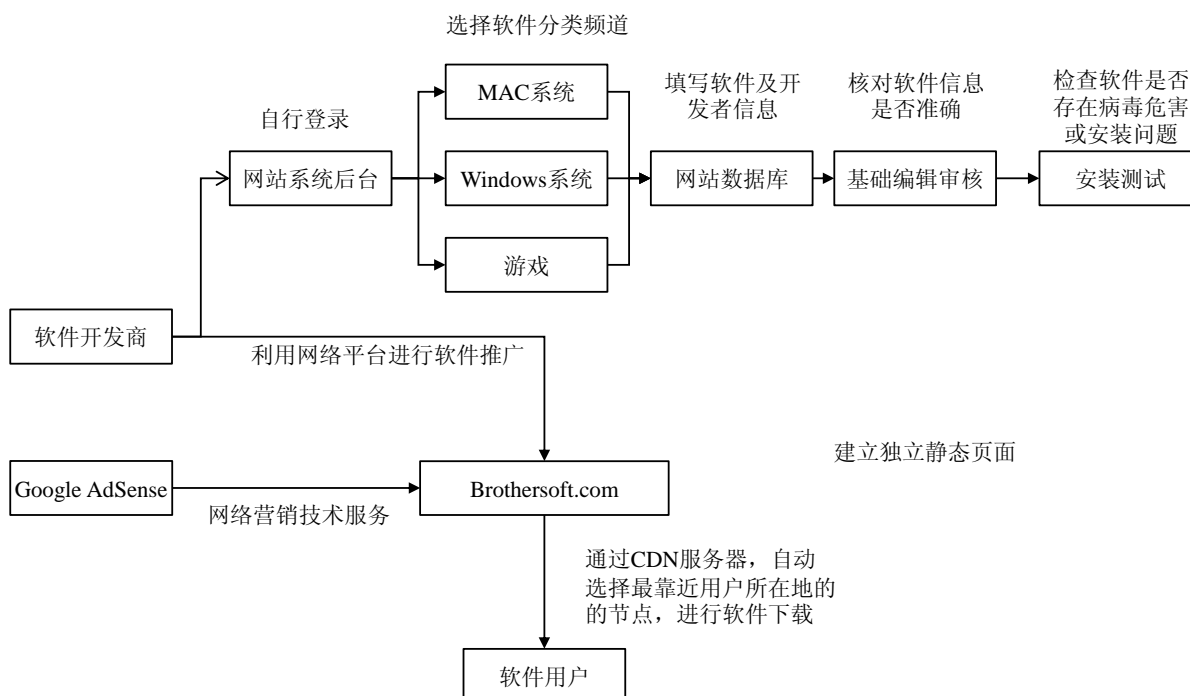 选择软件分类频道
MAC系统
填写软件及开
发者信息
核对软件信息
是否准确
检查软件是否
存在病毒危害
或安装问题
自行登录
网站系统后台
Windows系统
网站数据库
基础编辑审核
安装测试
游戏
软件开发商
利用网络平台进行软件推广
建立独立静态页面
Google AdSense
网络营销技术服务
Brothersoft.com
通过CDN服务器，自动
选择最靠近用户所在地的
的节点，进行软件下载
软件用户